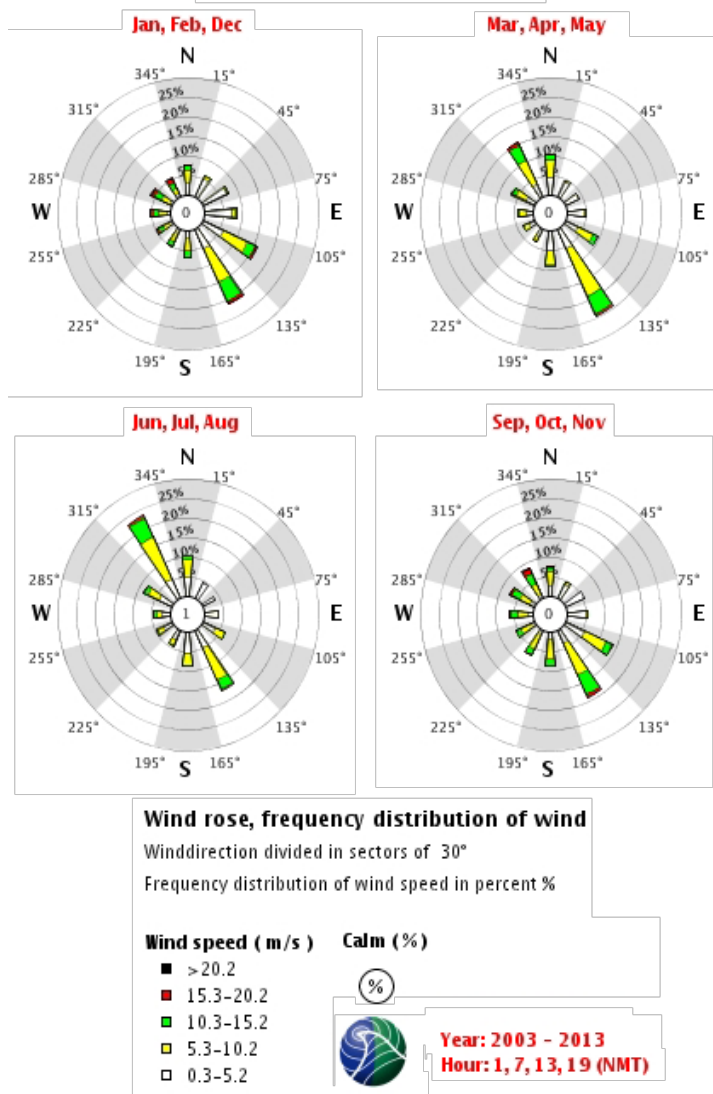 Jan, Feb, Dec
Mar, Apr, May
N
345° 15°
25%
20%
15%
10%
315° 45°
285° 75°
W 0 E
255° 105°
225° 135°
195° S 165°
N
345° 15°
25%
20%
15%
10%
5%
315° 45°
285° 75°
W 0 E
255° 105°
225° 135°
195° S 165°
Jun, Jul, Aug
Sep, Oct, Nov
N
345° 15°
25%
20%
15%
10%
315° 45°
285° 75°
W 1 E
255° 105°
225° 135°
195° S 165°
N
345° 15°
25%
20%
15%
10%
315° 45°
285° 75°
W 0 E
255° 105°
225° 135°
195° S 165°
Wind rose, frequency distribution of wind
Winddirection divided in sectors of 30°
Frequency distribution of wind speed in percent %
Wind speed ( m/s ) Calm (%)
>20.2
15.3-20.2
10.3-15.2
5.3-10.2
0.3-5.2
%
Year: 2003 - 2013
Hour: 1, 7, 13, 19 (NMT)